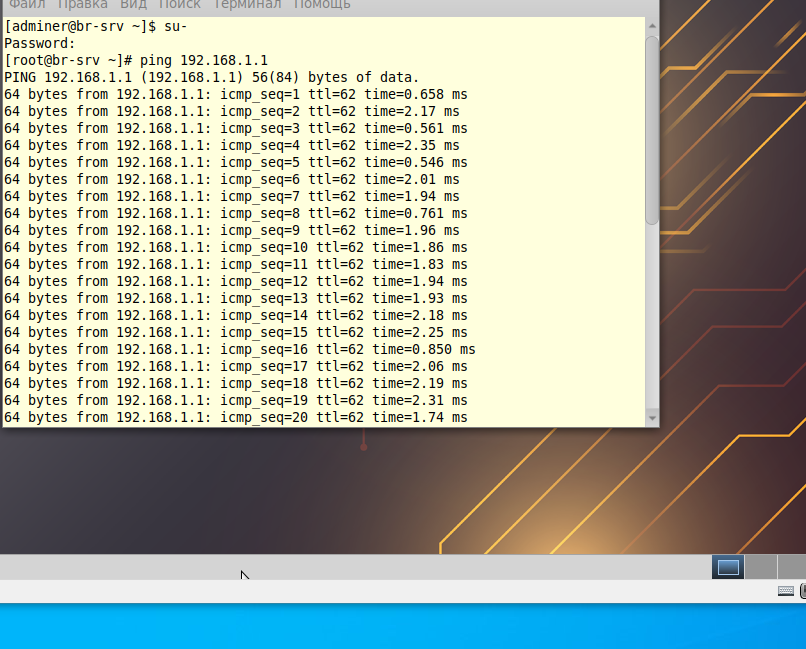 Файл Правка Вид Поиск Терминал Помощь
[adminer@br-srv ~]$ su-
Password:
[root@br-srv ~]# ping 192.168.1.1
PING 192.168.1.1 (192.168.1.1) 56(84) bytes of data.
64 bytes from 192.168.1.1: icmp_seq=1 ttl=62 time=0.658 ms
64 bytes from 192.168.1.1: icmp_seq=2 ttl=62 time=2.17 ms
64 bytes from 192.168.1.1: icmp_seq=3 ttl=62 time=0.561 ms
64 bytes from 192.168.1.1: icmp_seq=4 ttl=62 time=2.35 ms
64 bytes from 192.168.1.1: icmp_seq=5 ttl=62 time=0.546 ms
64 bytes from 192.168.1.1: icmp_seq=6 ttl=62 time=2.01 ms
64 bytes from 192.168.1.1: icmp_seq=7 ttl=62 time=1.94 ms
64 bytes from 192.168.1.1: icmp_seq=8 ttl=62 time=0.761 ms
64 bytes from 192.168.1.1: icmp_seq=9 ttl=62 time=1.96 ms
64 bytes from 192.168.1.1: icmp_seq=10 ttl=62 time=1.86 ms
64 bytes from 192.168.1.1: icmp_seq=11 ttl=62 time=1.83 ms
64 bytes from 192.168.1.1: icmp_seq=12 ttl=62 time=1.94 ms
64 bytes from 192.168.1.1: icmp_seq=13 ttl=62 time=1.93 ms
64 bytes from 192.168.1.1: icmp_seq=14 ttl=62 time=2.18 ms
64 bytes from 192.168.1.1: icmp_seq=15 ttl=62 time=2.25 ms
64 bytes from 192.168.1.1: icmp_seq=16 ttl=62 time=0.850 ms
64 bytes from 192.168.1.1: icmp_seq=17 ttl=62 time=2.06 ms
64 bytes from 192.168.1.1: icmp_seq=18 ttl=62 time=2.19 ms
64 bytes from 192.168.1.1: icmp_seq=19 ttl=62 time=2.31 ms
64 bytes from 192.168.1.1: icmp_seq=20 ttl=62 time=1.74 ms